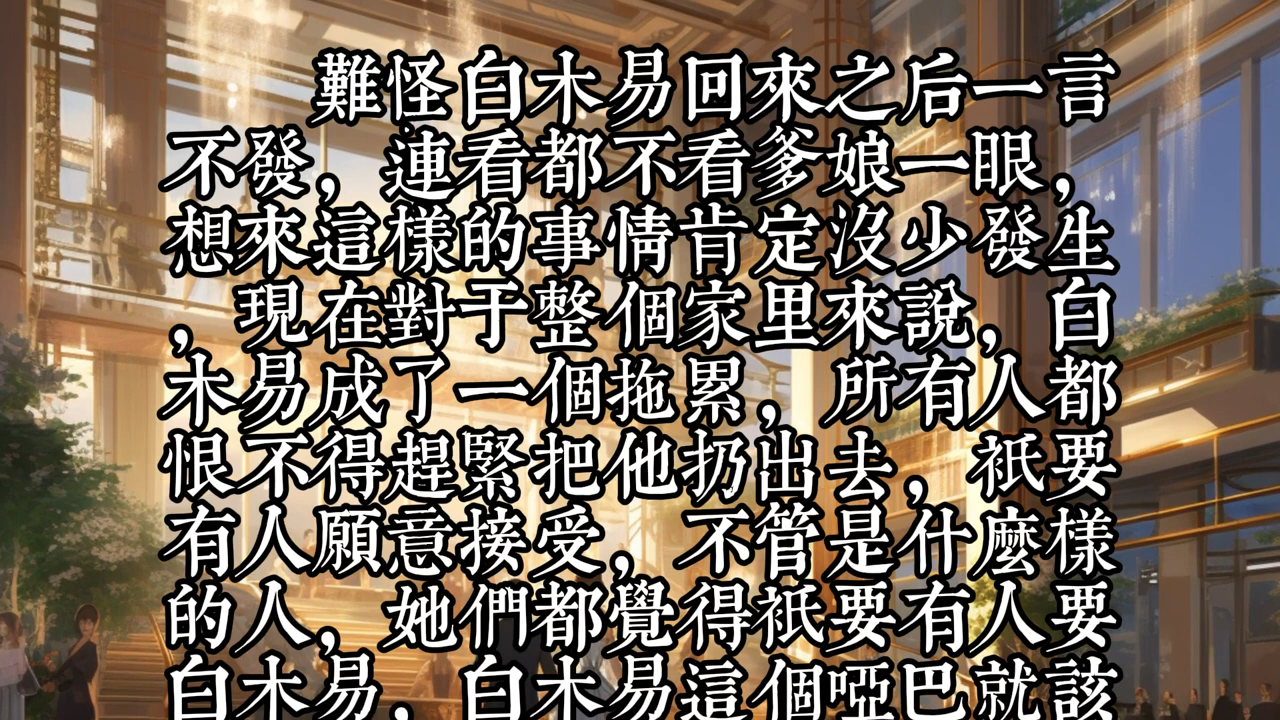 難怪白木易回來之后一言
不發，連看都不看爹娘一眼，
想來這樣的事情肯定沒少發生
，現在對于整個家里來說，白
木易成了一個拖累，所有人都
恨不得趕緊把他扔出去，衹要
有人願意接受，不管是什麼樣
的人，她們都覺得衹要有人要
白木易，白木易這個啞巴就該